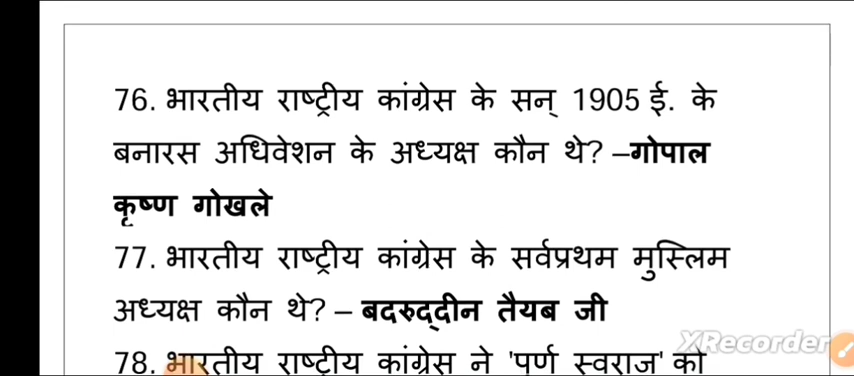 76. भारतीय राष्ट्रीय कांग्रेस के सन् 1905 ई. के
बनारस अधिवेशन के अध्यक्ष कौन थे? –गोपाल
कृष्ण गोखले
77. भारतीय राष्ट्रीय कांग्रेस के सर्वप्रथम मुस्लिम
अध्यक्ष कौन थे? – बदरुद्दीन तैयब जी
XRecorder
78. भारतीय राष्ट्रीय कांग्रेस ने 'पूर्ण स्वराज' को